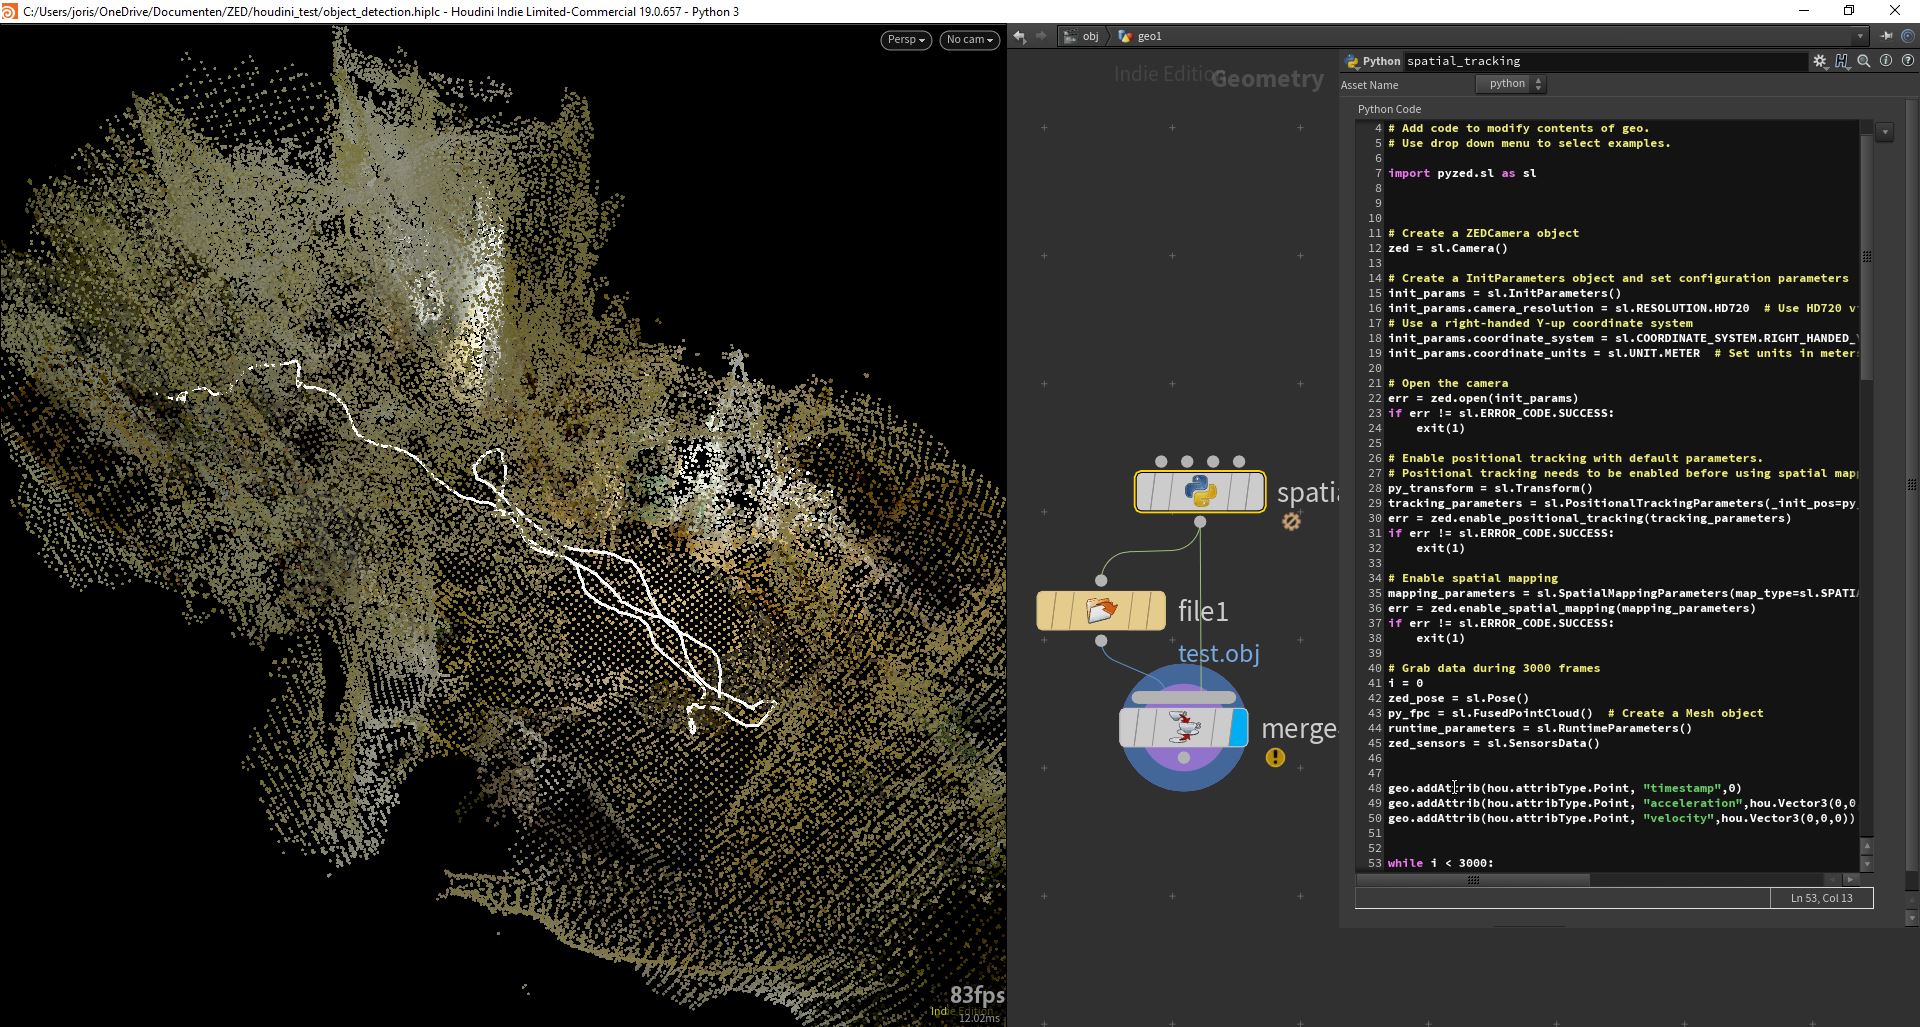 C:/Users/joris/OneDrive/Documenten/ZED/houdini_test/object_detection.hiplc - Houdini Indie Limited-Commercial 19.0.657 - Python 3
Persp
No cam
83fps
Indie Edition
12.02ms
obj
geo1
Indie Edition
Geometry
spati
file1
test.obj
merge
Python
spatial_tracking
Asset Name
python
Python Code
4 # Add code to modify contents of geo.
5 # Use drop down menu to select examples.
6
7 import pyzed.sl as sl
8
9
10
11 # Create a ZEDCamera object
12 zed = sl.Camera()
13
14 # Create a InitParameters object and set configuration parameters
15 init_params = sl.InitParameters()
16 init_params.camera_resolution = sl.RESOLUTION.HD720  # Use HD720 v
17 # Use a right-handed Y-up coordinate system
18 init_params.coordinate_system = sl.COORDINATE_SYSTEM.RIGHT_HANDED_
19 init_params.coordinate_units = sl.UNIT.METER  # Set units in meter
20
21 # Open the camera
22 err = zed.open(init_params)
23 if err != sl.ERROR_CODE.SUCCESS:
24     exit(1)
25
26 # Enable positional tracking with default parameters.
27 # Positional tracking needs to be enabled before using spatial map
28 py_transform = sl.Transform()
29 tracking_parameters = sl.PositionalTrackingParameters(_init_pos=py_
30 err = zed.enable_positional_tracking(tracking_parameters)
31 if err != sl.ERROR_CODE.SUCCESS:
32     exit(1)
33
34 # Enable spatial mapping
35 mapping_parameters = sl.SpatialMappingParameters(map_type=sl.SPATIA
36 err = zed.enable_spatial_mapping(mapping_parameters)
37 if err != sl.ERROR_CODE.SUCCESS:
38     exit(1)
39
40 # Grab data during 3000 frames
41 i = 0
42 zed_pose = sl.Pose()
43 py_fpc = sl.FusedPointCloud()  # Create a Mesh object
44 runtime_parameters = sl.RuntimeParameters()
45 zed_sensors = sl.SensorsData()
46
47
48 geo.addAttrib(hou.attribType.Point, "timestamp",0)
49 geo.addAttrib(hou.attribType.Point, "acceleration",hou.Vector3(0,0
50 geo.addAttrib(hou.attribType.Point, "velocity",hou.Vector3(0,0,0))
51
52
53 while i < 3000:
Ln 53, Col 13